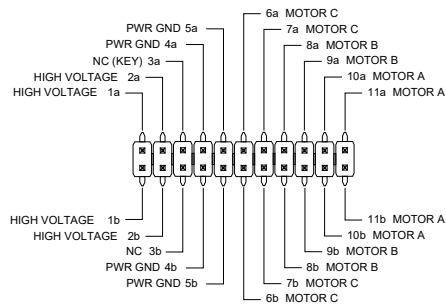 6a MOTOR C
PWR GND 5a
7a MOTOR C
PWR GND 4a
8a MOTOR B
NC (KEY) 3a
9a MOTOR B
HIGH VOLTAGE 2a
10a MOTOR A
HIGH VOLTAGE 1a
11a MOTOR A
HIGH VOLTAGE 1b
11b MOTOR A
HIGH VOLTAGE 2b
10b MOTOR A
NC 3b
9b MOTOR B
PWR GND 4b
8b MOTOR B
PWR GND 5b
7b MOTOR C
6b MOTOR C